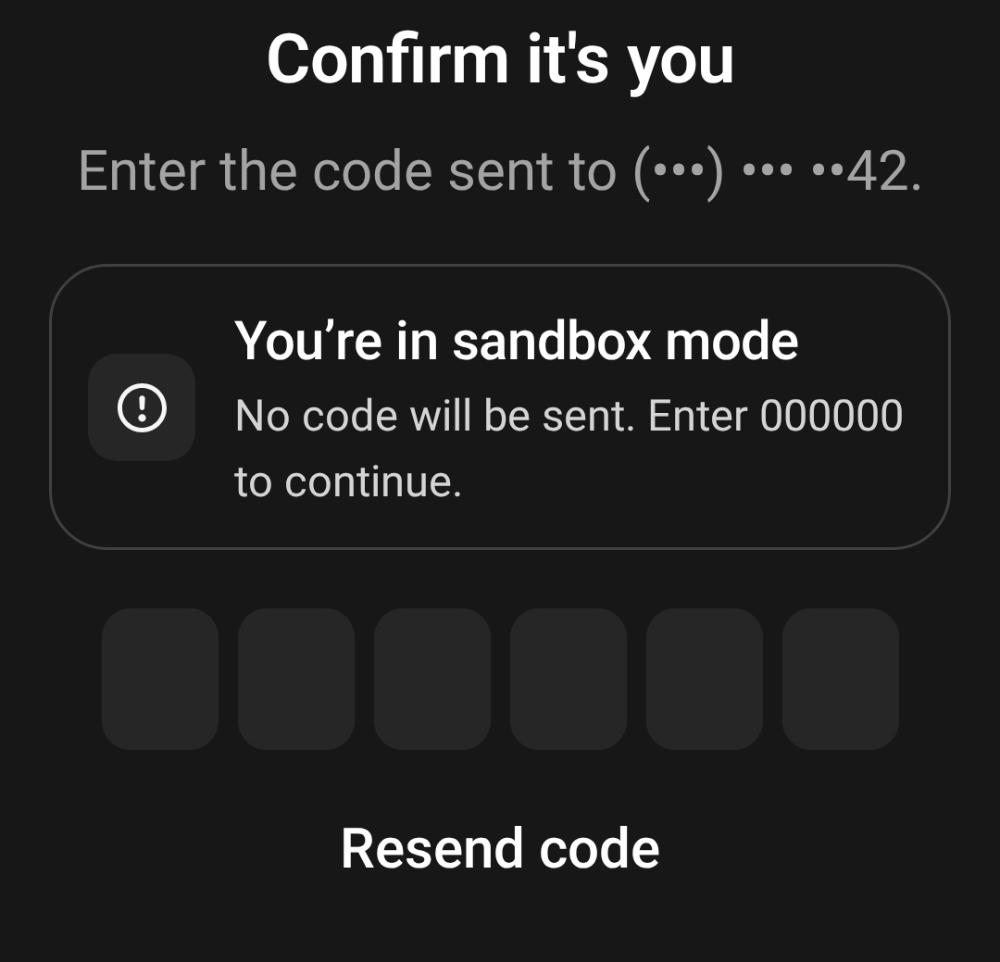 Confirm it's you
Enter the code sent to (•••) ••• ••42.
You’re in sandbox mode
No code will be sent. Enter 000000
to continue.
Resend code